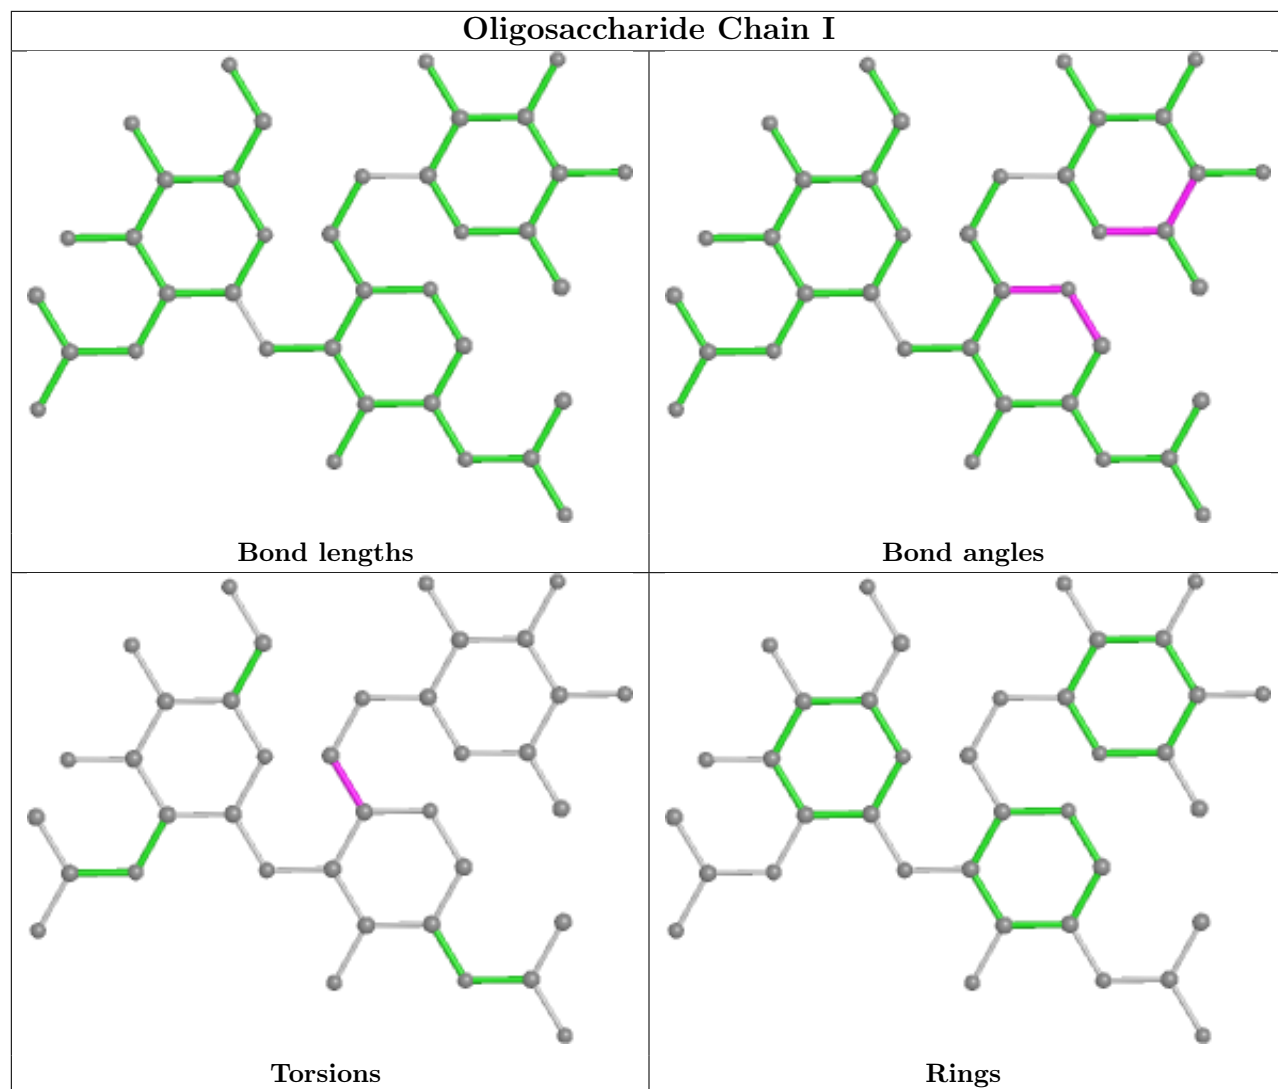 Oligosaccharide Chain I
Bond lengths
Bond angles
Torsions
Rings